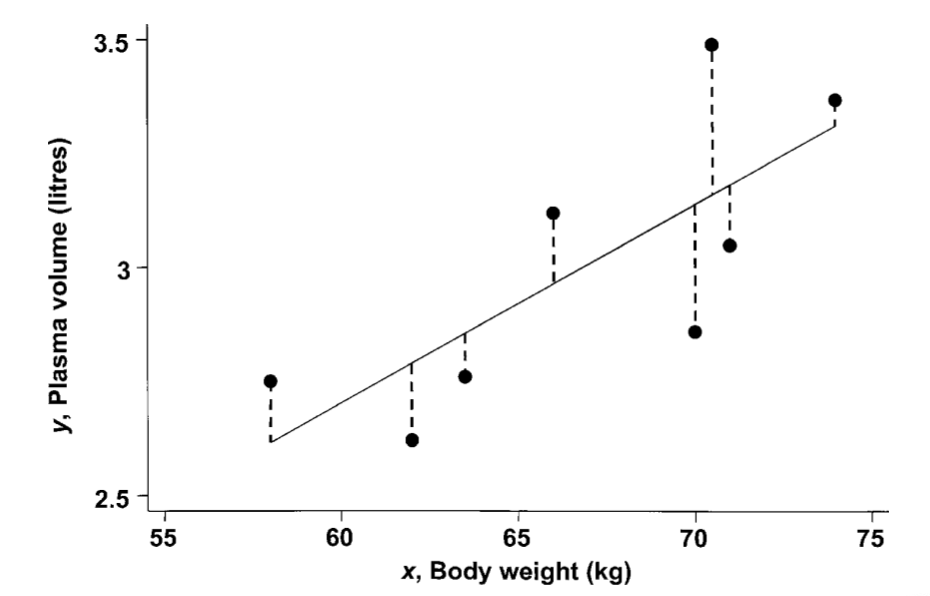 3.5
3
2.5
y, Plasma volume (litres)
55 60 65 70 75
x, Body weight (kg)